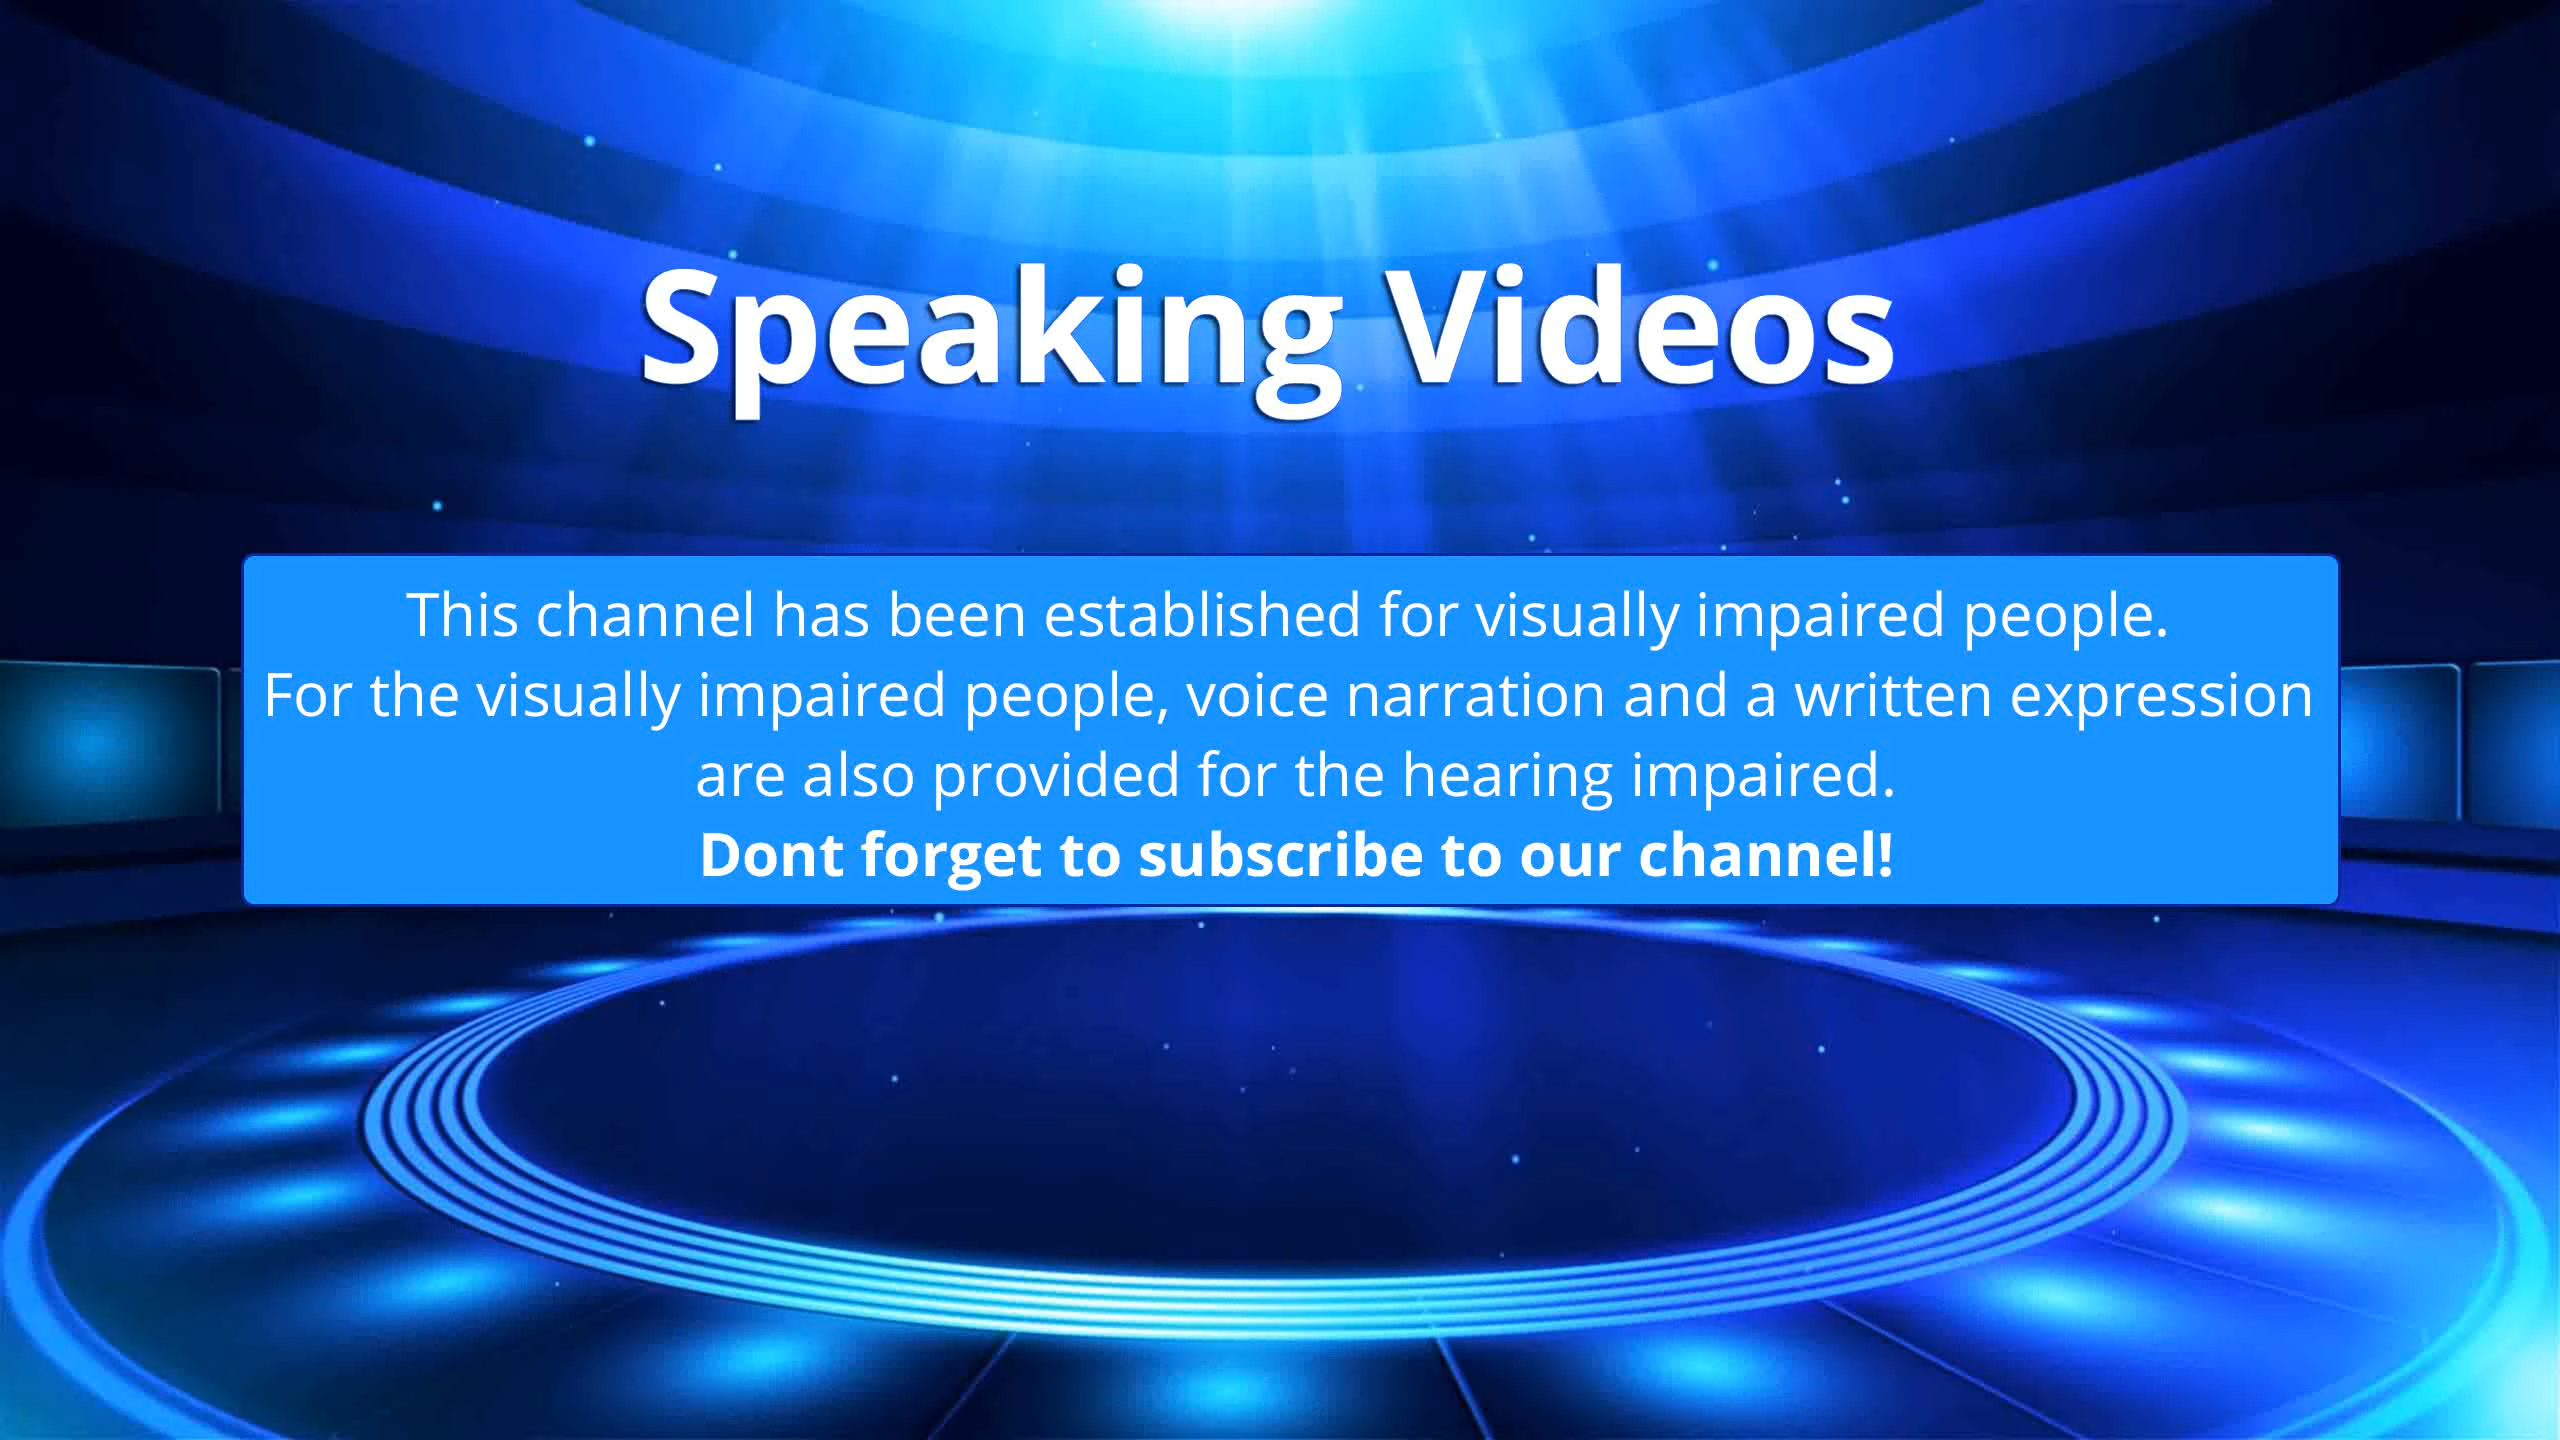 Speaking Videos
This channel has been established for visually impaired people.
For the visually impaired people, voice narration and a written expression
are also provided for the hearing impaired.
Dont forget to subscribe to our channel!